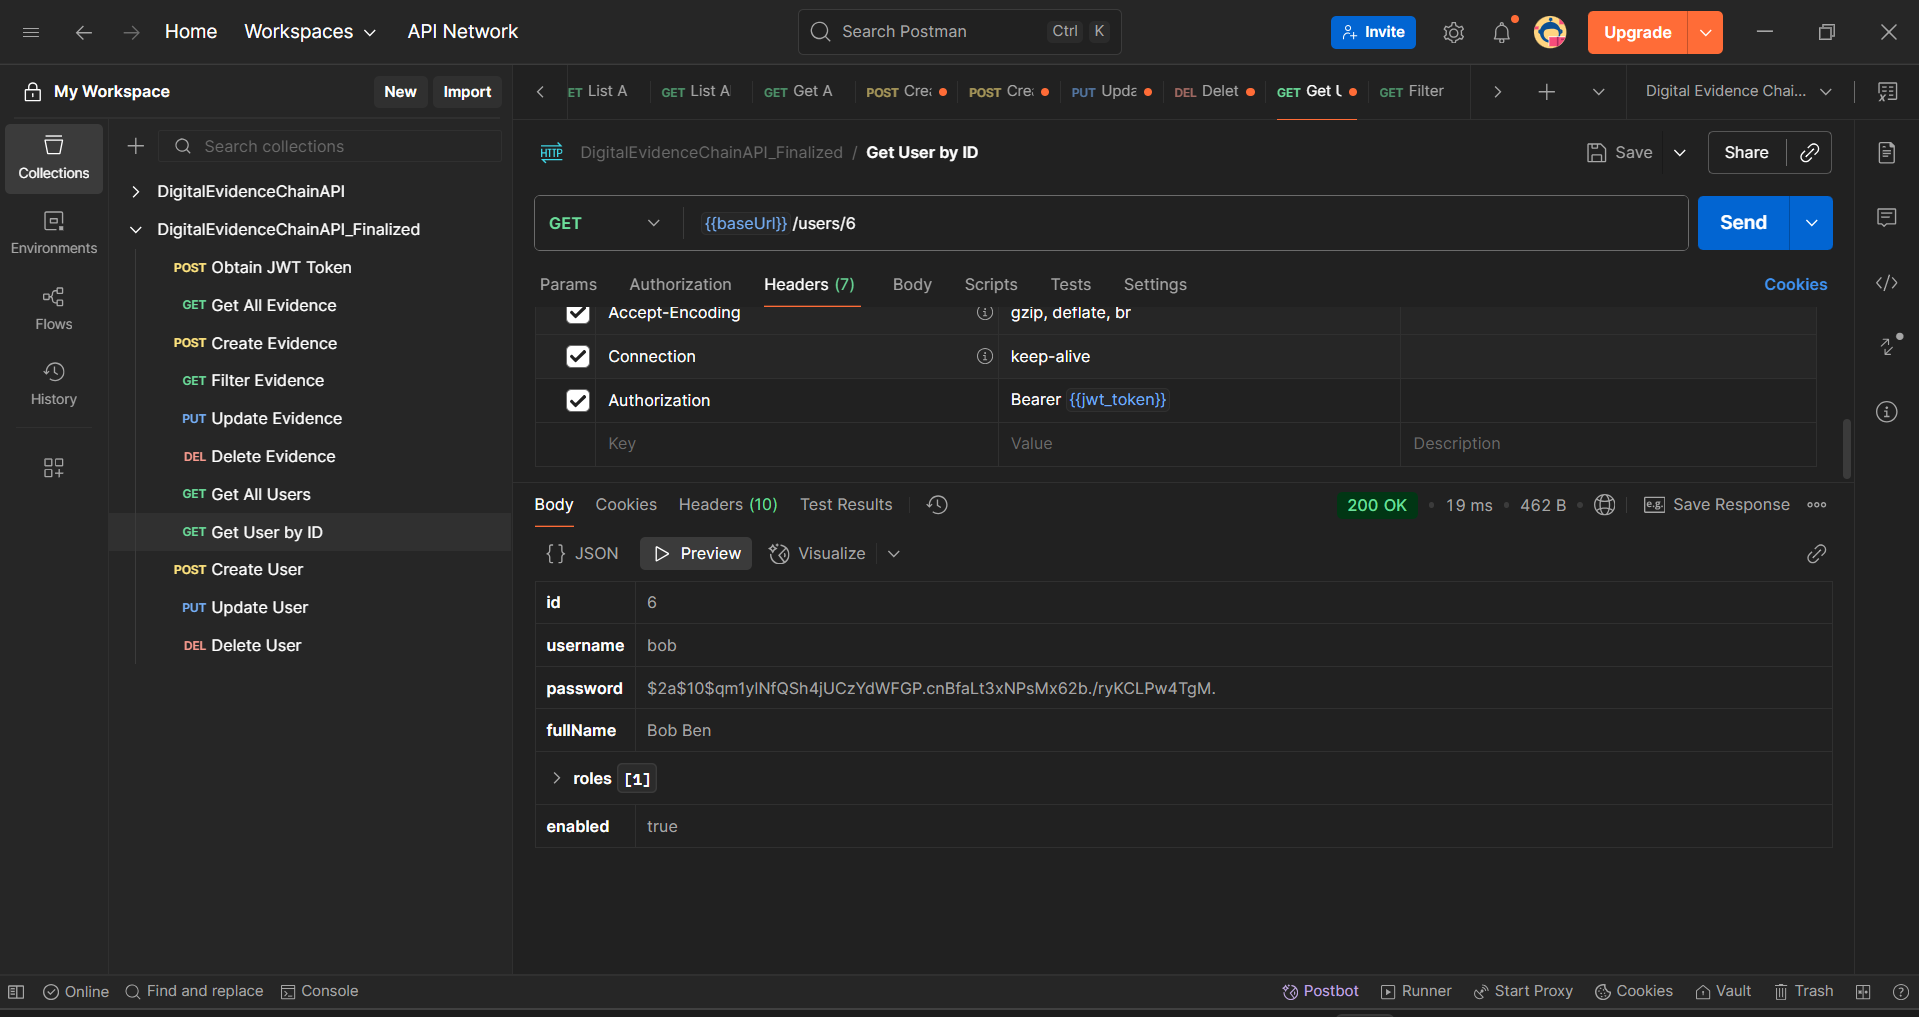 Home Workspaces API Network Search Postman Ctrl K Invite Upgrade
My Workspace New Import
ET List A GET List Al GET Get A POST Crea POST Crea PUT Upda DEL Delet GET Get U GET Filter Digital Evidence Chai...
Collections
Environments
Flows
History
Search collections
DigitalEvidenceChainAPI
DigitalEvidenceChainAPI_Finalized
POST Obtain JWT Token
GET Get All Evidence
POST Create Evidence
GET Filter Evidence
PUT Update Evidence
DEL Delete Evidence
GET Get All Users
GET Get User by ID
POST Create User
PUT Update User
DEL Delete User
HTTP DigitalEvidenceChainAPI_Finalized / Get User by ID Save Share
GET {{baseUrl}} /users/6 Send
Params Authorization Headers (7) Body Scripts Tests Settings Cookies
Accept-Encoding gzip, deflate, br
Connection keep-alive
Authorization Bearer {{jwt_token}}
Key Value Description
Body Cookies Headers (10) Test Results 200 OK • 19 ms • 462 B • e.g. Save Response
{} JSON Preview Visualize
id 6
username bob
password $2a$10$qm1ylNfQSh4jUCzYdWFGP.cnBfaLt3xNPsMx62b./ryKCLPw4TgM.
fullName Bob Ben
roles [1]
enabled true
Online Find and replace Console Postbot Runner Start Proxy Cookies Vault Trash